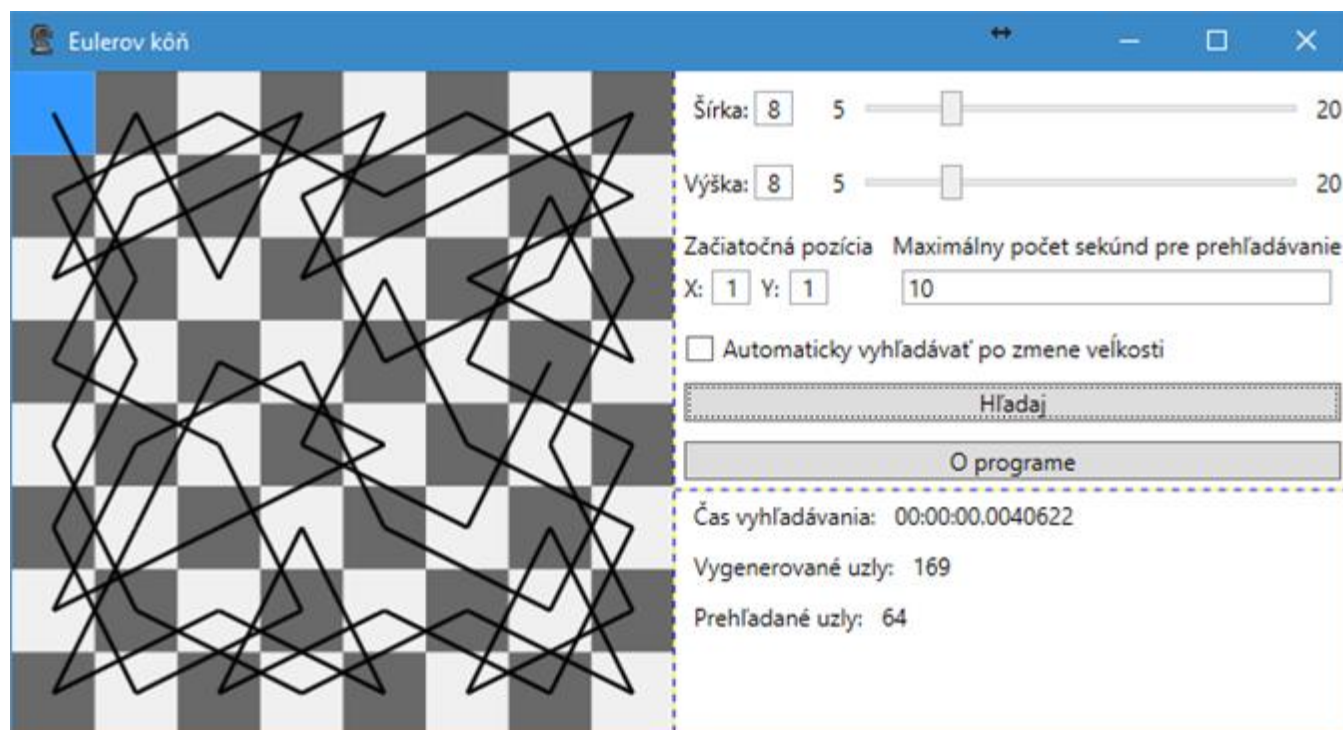 Eulerov kôň
Šírka: 8 5 20
Výška: 8 5 20
Začiatočná pozícia Maximálny počet sekúnd pre prehľadávanie
X: 1 Y: 1 10
Automaticky vyhľadávať po zmene veĺkosti
Hľadaj
O programe
Čas vyhľadávania: 00:00:00.0040622
Vygenerované uzly: 169
Prehľadané uzly: 64